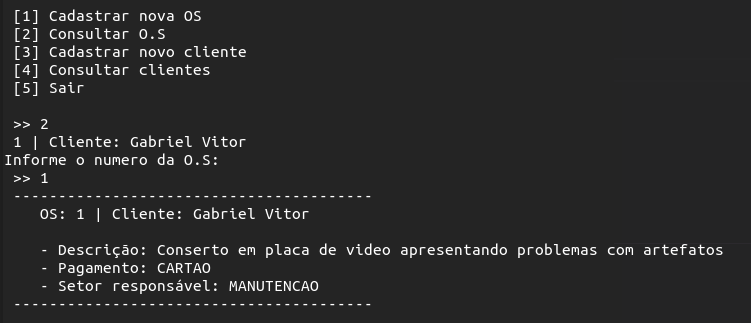 [1] Cadastrar nova OS
[2] Consultar O.S
[3] Cadastrar novo cliente
[4] Consultar clientes
[5] Sair
>> 2
1 | Cliente: Gabriel Vitor
Informe o numero da O.S:
>> 1
----------------------------------------
OS: 1 | Cliente: Gabriel Vitor
- Descrição: Conserto em placa de video apresentando problemas com artefatos
- Pagamento: CARTAO
- Setor responsável: MANUTENCAO
----------------------------------------